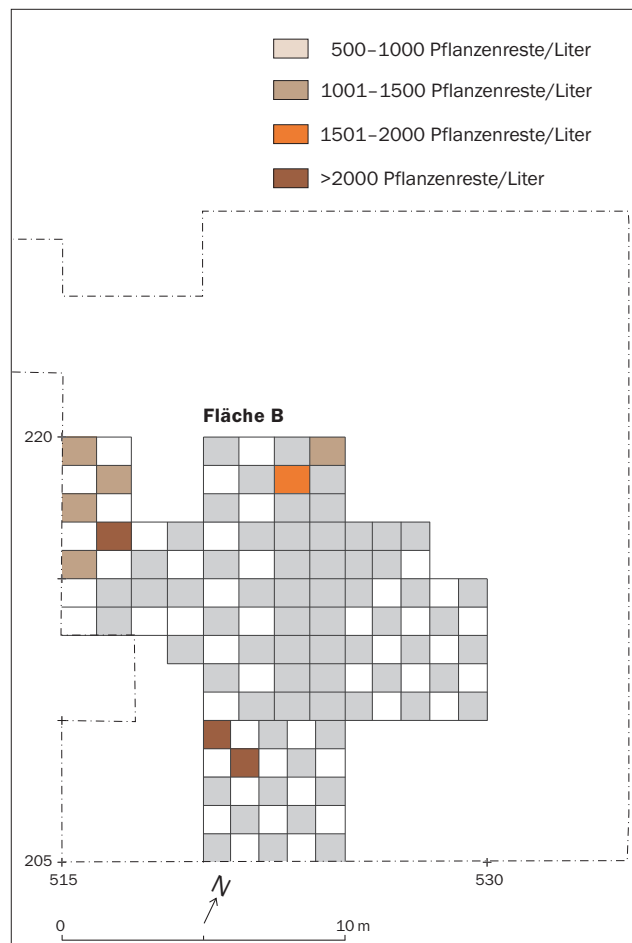 500–1000 Pflanzenreste/Liter
1001–1500 Pflanzenreste/Liter
1501–2000 Pflanzenreste/Liter
>2000 Pflanzenreste/Liter
Fläche B
220
205
515
530
N
0
10 m